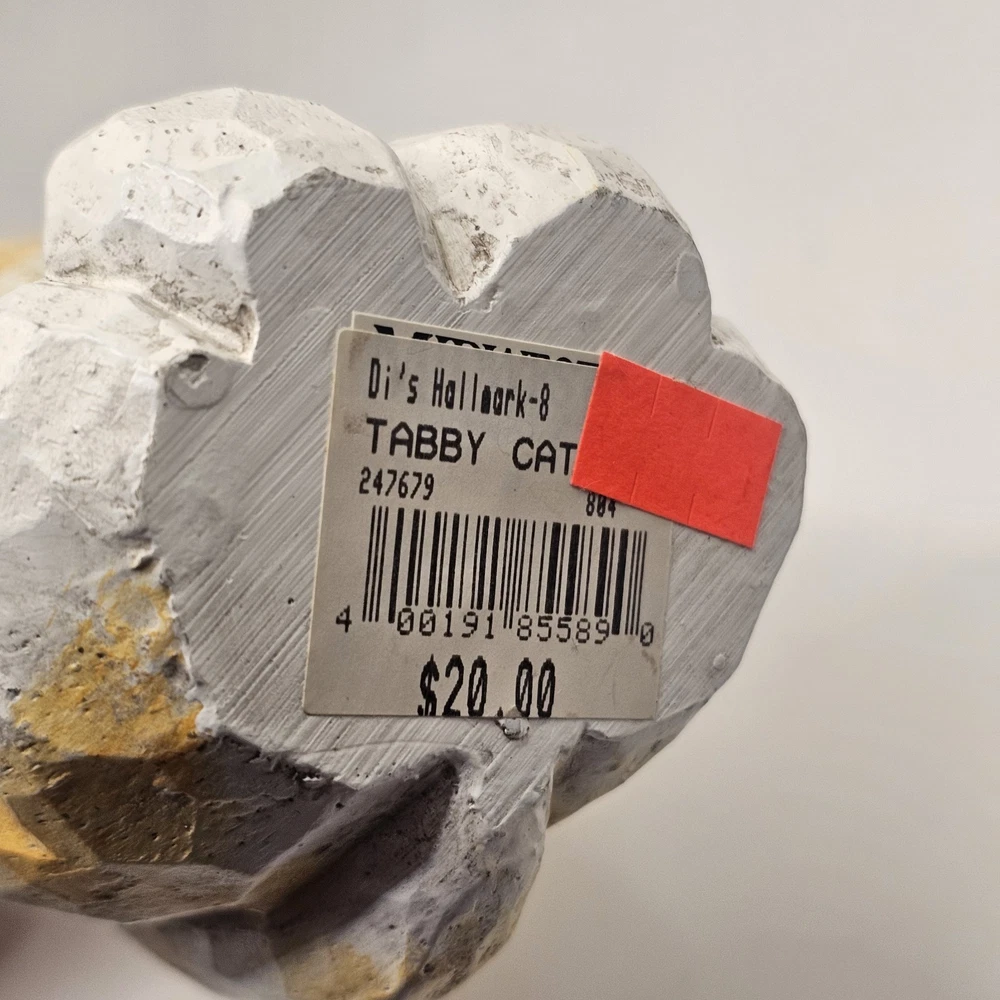 Di's Hallmark-8
TABBY CAT
247679
804
4 00191 85589 0
$20.00